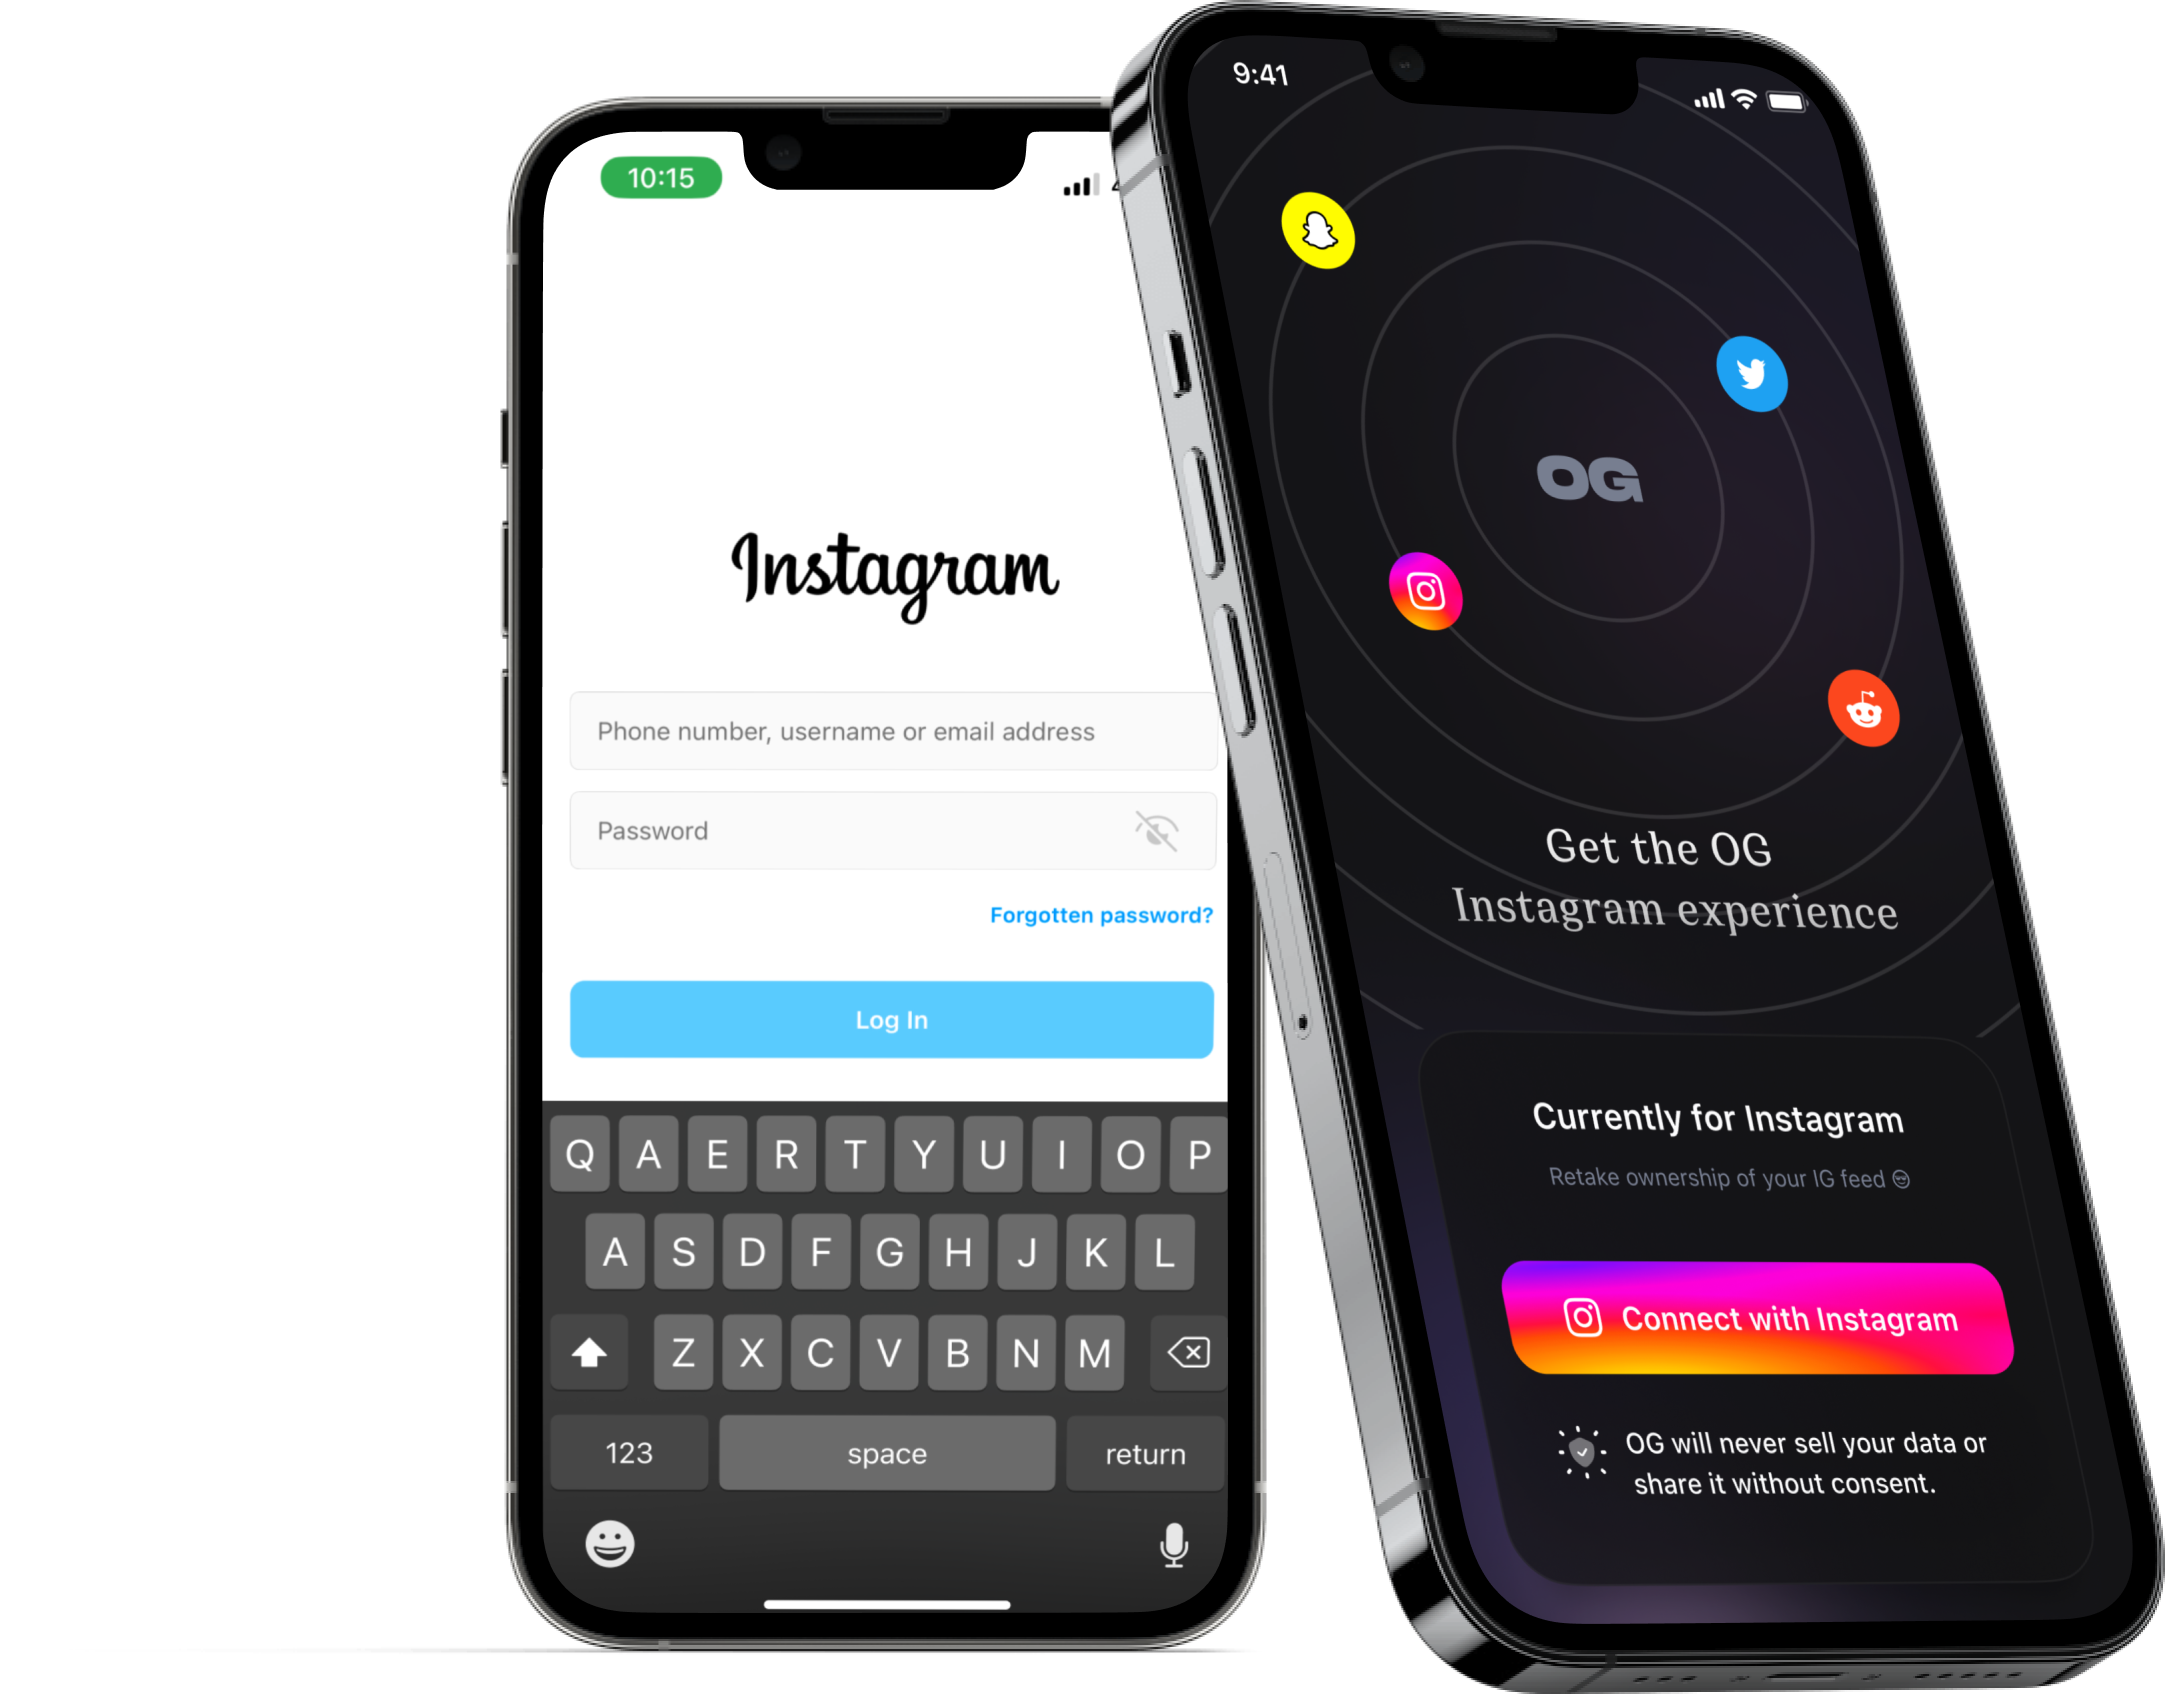 10:15
Instagram
Phone number, username or email address
Password
Forgotten password?
Log In
Q A E R T Y U I O P
A S D F G H J K L
Z X C V B N M
123 space return
9:41
OG
Get the OG
Instagram experience
Currently for Instagram
Retake ownership of your IG feed
Connect with Instagram
OG will never sell your data or
share it without consent.